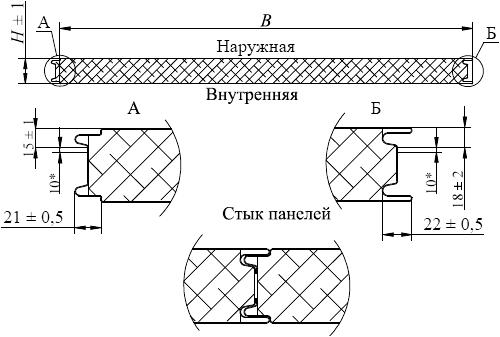 А
В
Б
Н ± 1
Наружная
Внутренняя
А
Б
15 ± 1
10*
21 ± 0,5
Стык панелей
10*
18 ± 2
22 ± 0,5